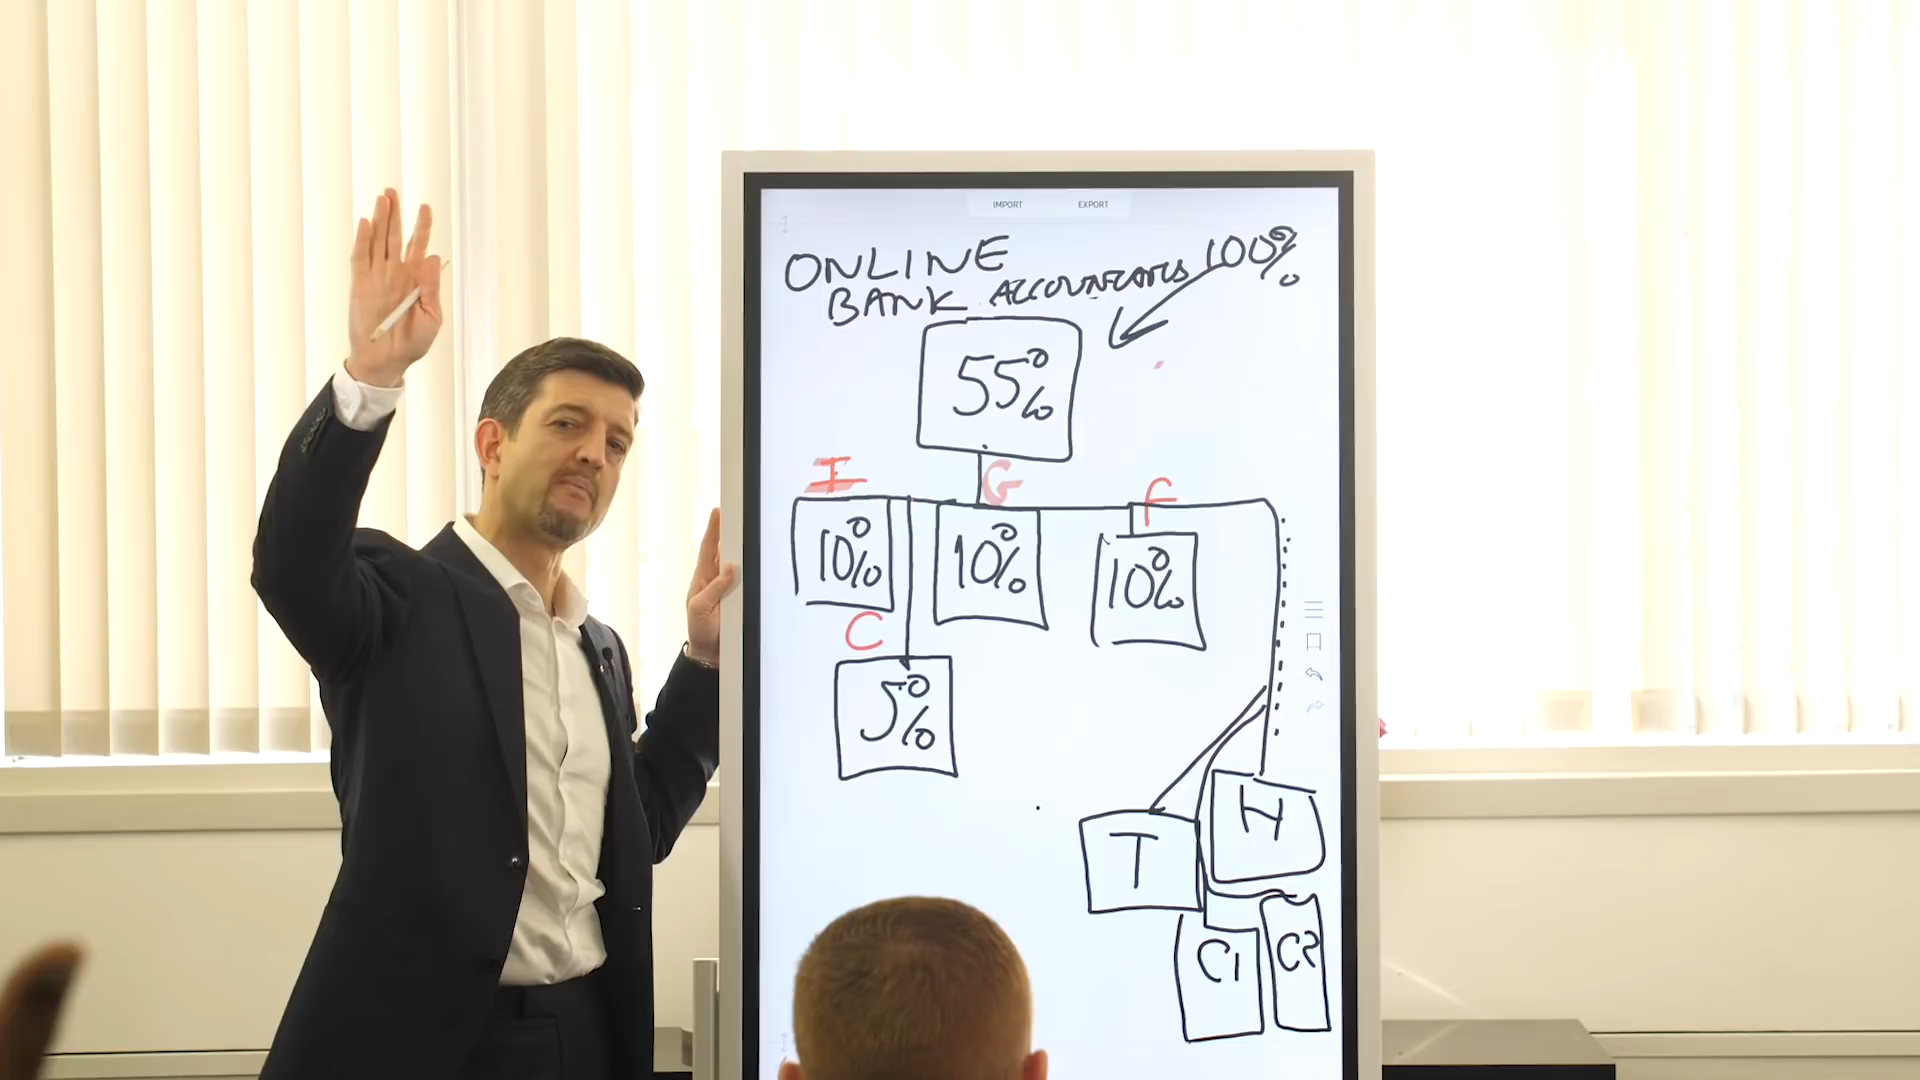 IMPORT EXPORT
ONLINE
BANK 100%
55%
I G F
10% 10% 10%
C
5%
H
T
C1 C2